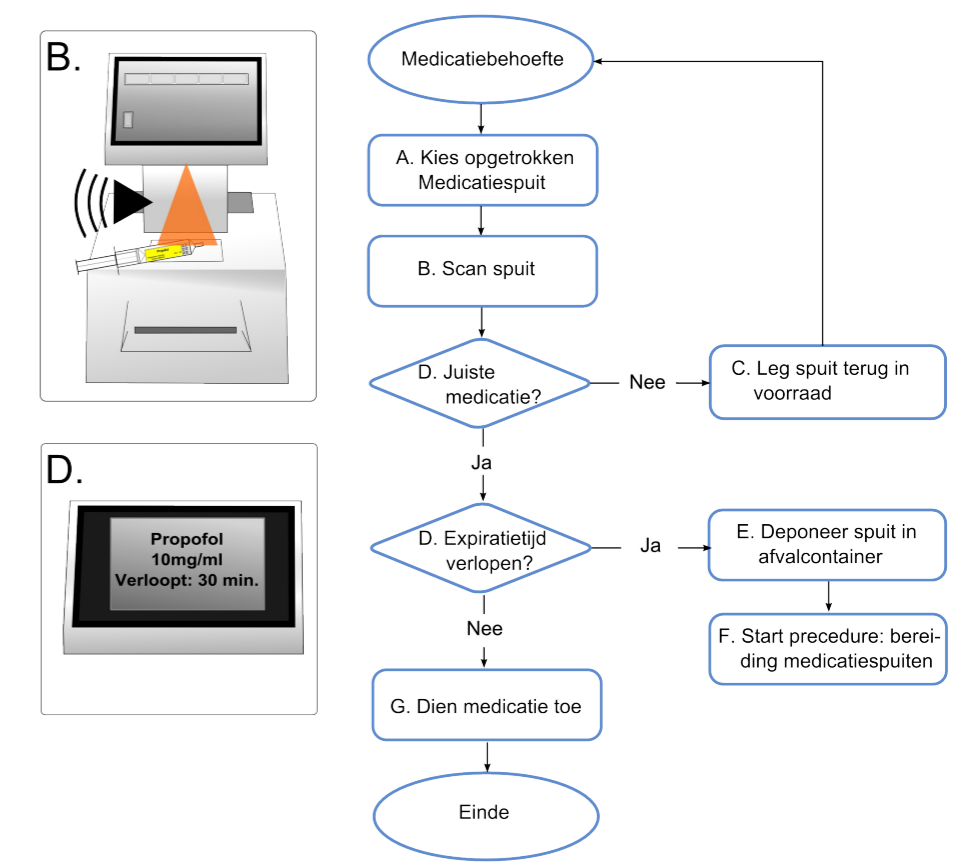 B.
Propofol
D.
Propofol
10mg/ml
Verloopt: 30 min.
Medicatiebehoefte
A. Kies opgetrokken
Medicatiespuit
B. Scan spuit
D. Juiste
medicatie?
Nee
C. Leg spuit terug in
voorraad
Ja
D. Expiratietijd
verlopen?
Ja
E. Deponeer spuit in
afvalcontainer
F. Start precedure: berei-
ding medicatiespuiten
Nee
G. Dien medicatie toe
Einde